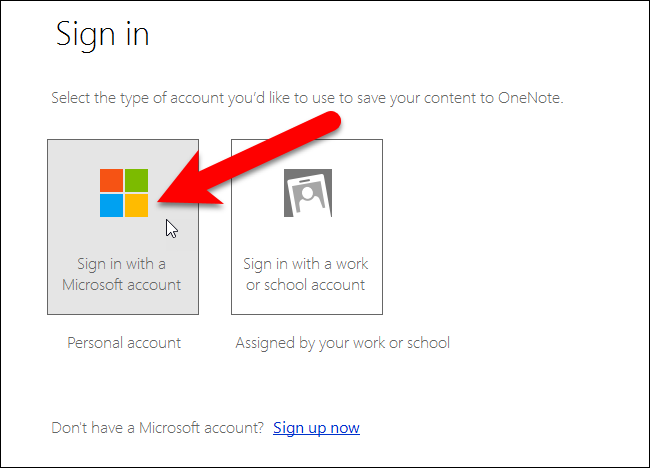 Sign in
Select the type of account you'd like to use to save your content to OneNote.
Sign in with a
Microsoft account
Sign in with a work
or school account
Personal account
Assigned by your work or school
Don't have a Microsoft account? Sign up now